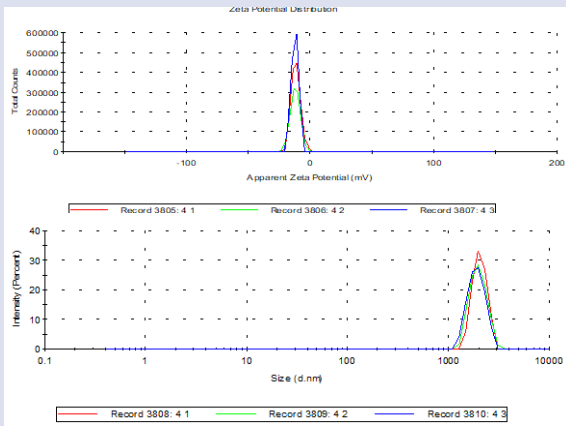 Zeta Potential Distribution
Total Counts
600000
500000
400000
300000
200000
100000
0
-100 0 100 200
Apparent Zeta Potential (mV)
Record 3805: 4 1 Record 3806: 4 2 Record 3807: 4 3
Intensity (Percent)
40
30
20
10
0
0.1 1 10 100 1000 10000
Size (d.nm)
Record 3808: 4 1 Record 3809: 4 2 Record 3810: 4 3